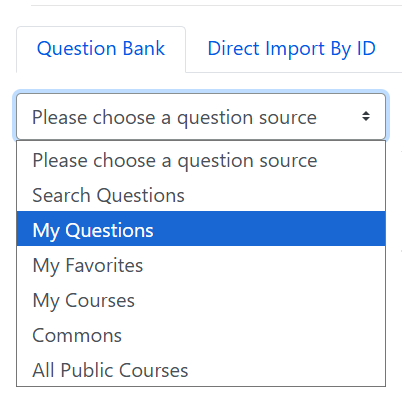 Question Bank Direct Import By ID
Please choose a question source
Please choose a question source
Search Questions
My Questions
My Favorites
My Courses
Commons
All Public Courses